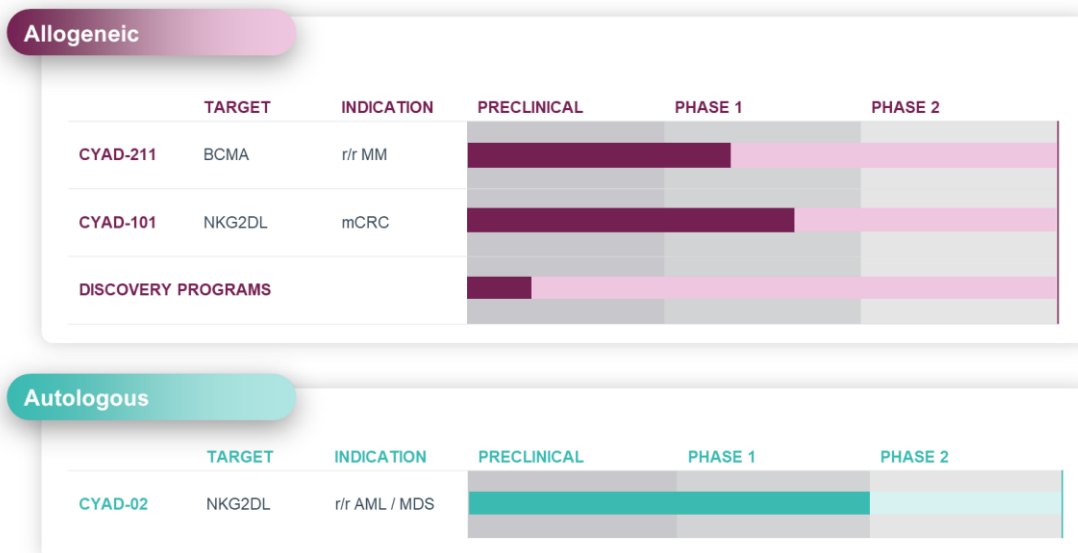 Allogeneic
TARGET INDICATION PRECLINICAL PHASE 1 PHASE 2
CYAD-211 BCMA r/r MM
CYAD-101 NKG2DL mCRC
DISCOVERY PROGRAMS
Autologous
TARGET INDICATION PRECLINICAL PHASE 1 PHASE 2
CYAD-02 NKG2DL r/r AML / MDS